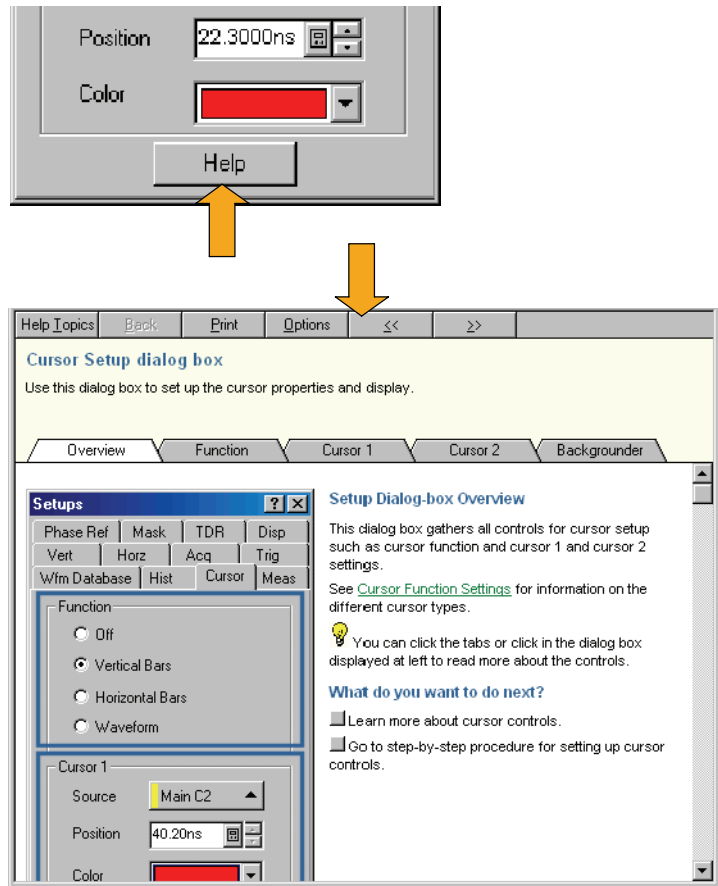 Position 22.3000ns
Color
Help
Help Topics Back Print Options << >>
Cursor Setup dialog box
Use this dialog box to set up the cursor properties and display.
Overview Function Cursor 1 Cursor 2 Backgrounder
Setups ? X
Phase Ref Mask TDR Disp
Vert Horz Acq Trig
Wfm Database Hist Cursor Meas
Function
Off
Vertical Bars
Horizontal Bars
Waveform
Cursor 1
Source Main C2
Position 40.20ns
Color
Setup Dialog-box Overview
This dialog box gathers all controls for cursor setup
such as cursor function and cursor 1 and cursor 2
settings.
See Cursor Function Settings for information on the
different cursor types.
You can click the tabs or click in the dialog box
displayed at left to read more about the controls.
What do you want to do next?
Learn more about cursor controls.
Go to step-by-step procedure for setting up cursor
controls.